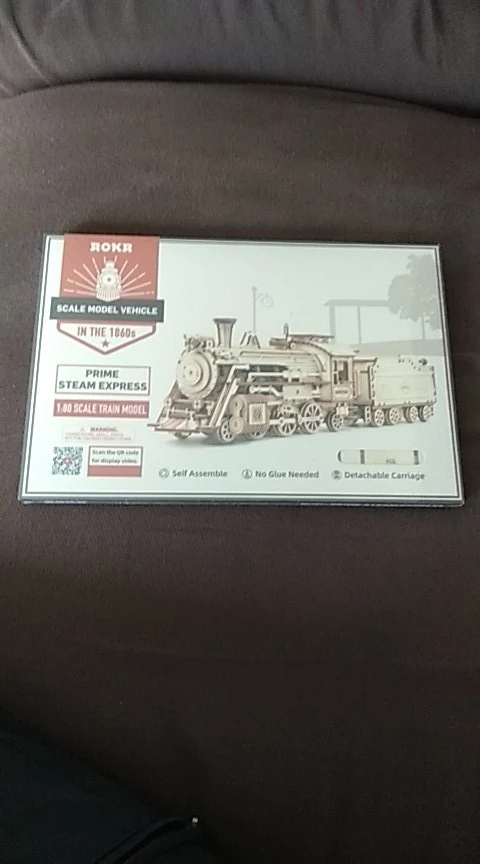 ROKR
SCALE MODEL VEHICLE
IN THE 1860s
PRIME
STEAM EXPRESS
1:80 SCALE TRAIN MODEL
WARNING:
Scan the QR code
for display video.
Self Assemble
No Glue Needed
Detachable Carriage